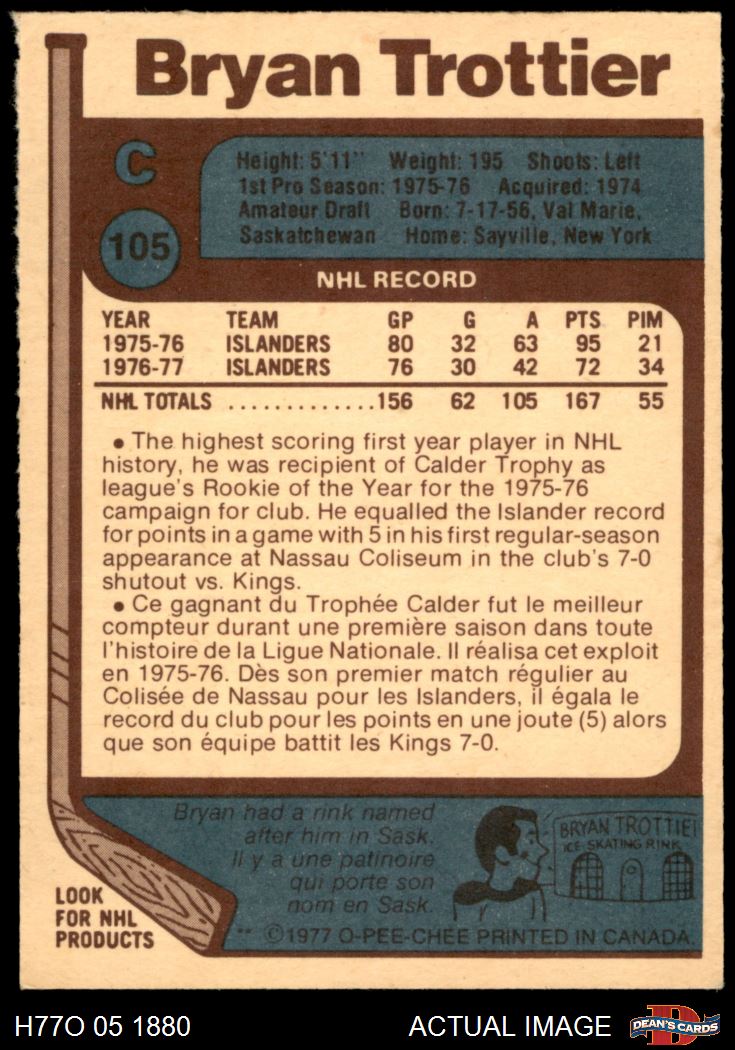 Bryan Trottier
C
105
Height: 5'11" Weight: 195 Shoots: Left
1st Pro Season: 1975-76 Acquired: 1974
Amateur Draft Born: 7-17-56, Val Marie,
Saskatchewan Home: Sayville, New York
NHL RECORD
YEAR TEAM GP G A PTS PIM
1975-76 ISLANDERS 80 32 63 95 21
1976-77 ISLANDERS 76 30 42 72 34
NHL TOTALS .............156 62 105 167 55
• The highest scoring first year player in NHL
history, he was recipient of Calder Trophy as
league's Rookie of the Year for the 1975-76
campaign for club. He equalled the Islander record
for points in a game with 5 in his first regular-season
appearance at Nassau Coliseum in the club's 7-0
shutout vs. Kings.
• Ce gagnant du Trophée Calder fut le meilleur
compteur durant une première saison dans toute
l'histoire de la Ligue Nationale. Il réalisa cet exploit
en 1975-76. Dès son premier match régulier au
Colisée de Nassau pour les Islanders, il égala le
record du club pour les points en une joute (5) alors
que son équipe battit les Kings 7-0.
Bryan had a rink named
after him in Sask.
Il y a une patinoire
qui porte son
nom en Sask.
BRYAN TROTTIER
ICE SKATING RINK
LOOK
FOR NHL
PRODUCTS
** ©1977 O-PEE-CHEE PRINTED IN CANADA.
H77O 05 1880 ACTUAL IMAGE
D
DEAN'S CARDS